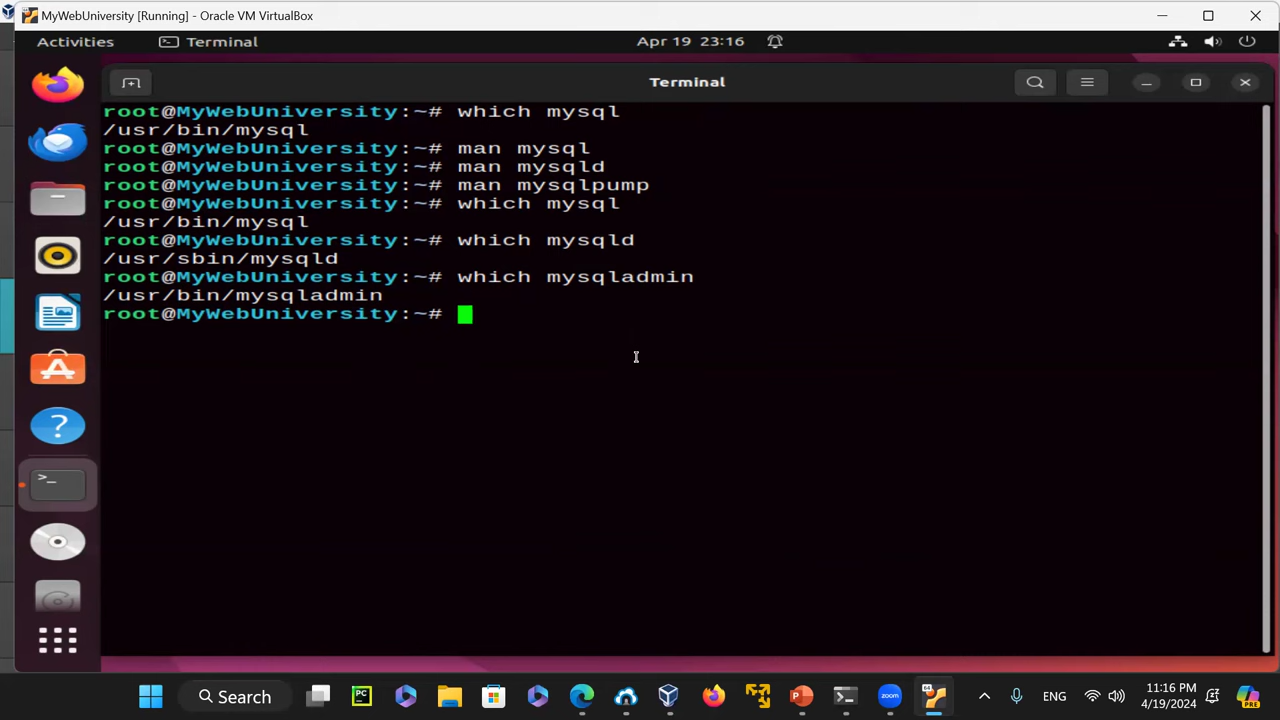 MyWebUniversity [Running] - Oracle VM VirtualBox
Activities
Terminal
Apr 19 23:16
Terminal
root@MyWebUniversity:~# which mysql
/usr/bin/mysql
root@MyWebUniversity:~# man mysql
root@MyWebUniversity:~# man mysqld
root@MyWebUniversity:~# man mysqlpump
root@MyWebUniversity:~# which mysql
/usr/bin/mysql
root@MyWebUniversity:~# which mysqld
/usr/sbin/mysqld
root@MyWebUniversity:~# which mysqladmin
/usr/bin/mysqladmin
root@MyWebUniversity:~#
Search
PC
zoom
ENG
11:16 PM
4/19/2024
PRE